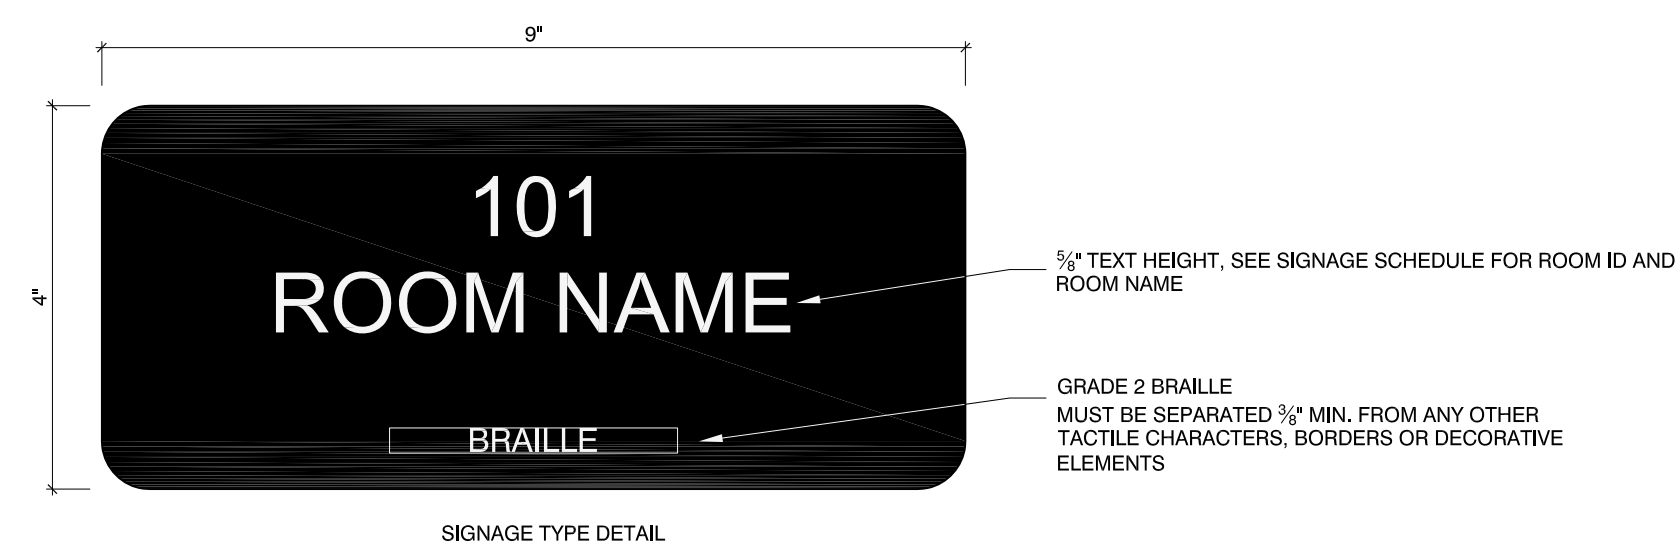 9"
4"
101
ROOM NAME
BRAILLE
⅝" TEXT HEIGHT, SEE SIGNAGE SCHEDULE FOR ROOM ID AND
ROOM NAME
GRADE 2 BRAILLE
MUST BE SEPARATED ⅜" MIN. FROM ANY OTHER
TACTILE CHARACTERS, BORDERS OR DECORATIVE
ELEMENTS
SIGNAGE TYPE DETAIL